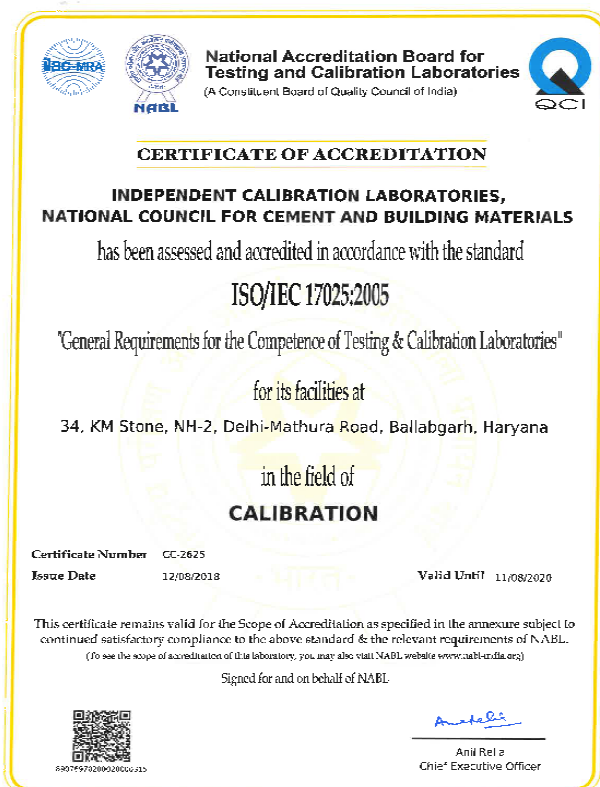 ilac-MRA
NABL
National Accreditation Board for
Testing and Calibration Laboratories
(A Constituent Board of Quality Council of India)
QCI
CERTIFICATE OF ACCREDITATION
INDEPENDENT CALIBRATION LABORATORIES,
NATIONAL COUNCIL FOR CEMENT AND BUILDING MATERIALS
has been assessed and accredited in accordance with the standard
ISO/IEC 17025:2005
"General Requirements for the Competence of Testing & Calibration Laboratories"
for its facilities at
34, KM Stone, NH-2, Delhi-Mathura Road, Ballabgarh, Haryana
in the field of
CALIBRATION
Certificate Number CC-2625
Issue Date 12/08/2018 Valid Until 11/08/2020
This certificate remains valid for the Scope of Accreditation as specified in the annexure subject to
continued satisfactory compliance to the above standard & the relevant requirements of NABL.
(To see the scope of accreditation of this laboratory, you may also visit NABL website www.nabl-india.org)
Signed for and on behalf of NABL
Anil Relia
Chief Executive Officer
भारत